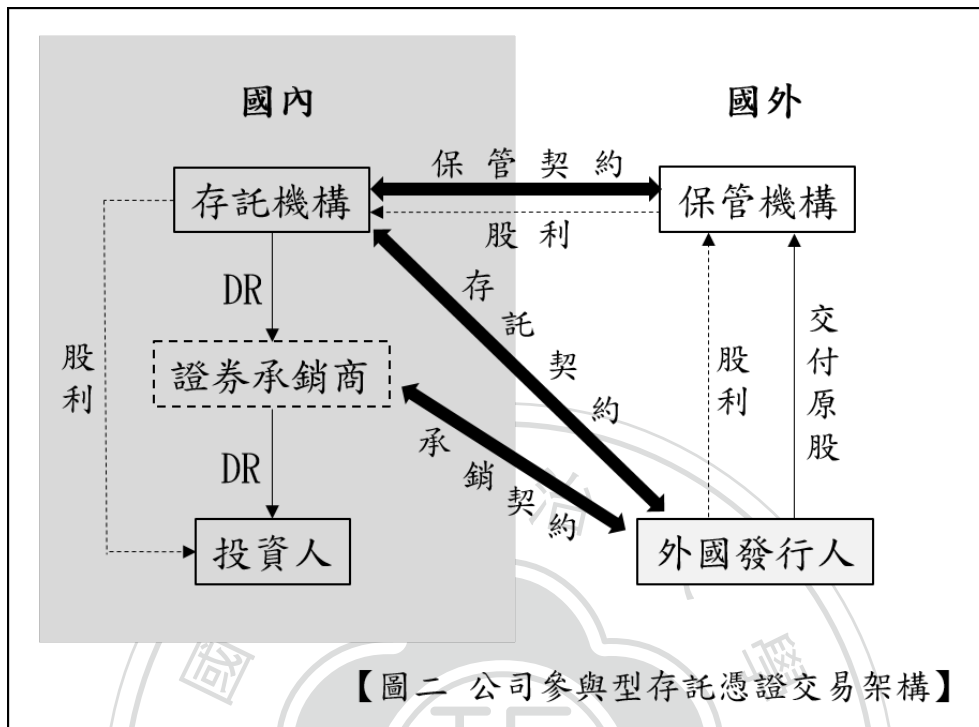 國內
國外
保管契約
存託機構
保管機構
股利
DR
存託契約
股利
證券承銷商
股利
交付原股
承銷契約
DR
投資人
外國發行人
治
國
學
【圖二 公司參與型存託憑證交易架構】